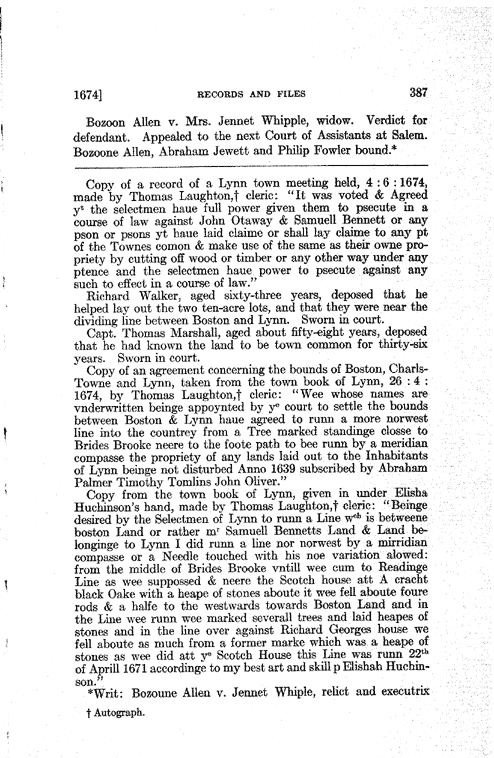 1674] RECORDS AND FILES 387
Bozoon Allen v. Mrs. Jennet Whipple, widow. Verdict for
defendant. Appealed to the next Court of Assistants at Salem.
Bozoone Allen, Abraham Jewett and Philip Fowler bound.*
Copy of a record of a Lynn town meeting held, 4 : 6 : 1674,
made by Thomas Laughton,† cleric: "It was voted & Agreed
yᵗ the selectmen haue full power given them to psecute in a
course of law against John Otaway & Samuell Bennett or any
pson or psons yt haue laid claime or shall lay claime to any pt
of the Townes comon & make use of the same as their owne pro-
priety by cutting off wood or timber or any other way under any
ptence and the selectmen haue power to psecute against any
such to effect in a course of law."
Richard Walker, aged sixty-three years, deposed that he
helped lay out the two ten-acre lots, and that they were near the
dividing line between Boston and Lynn. Sworn in court.
Capt. Thomas Marshall, aged about fifty-eight years, deposed
that he had known the land to be town common for thirty-six
years. Sworn in court.
Copy of an agreement concerning the bounds of Boston, Charls-
Towne and Lynn, taken from the town book of Lynn, 26 : 4 :
1674, by Thomas Laughton,† cleric: "Wee whose names are
vnderwritten beinge appoynted by yᵉ court to settle the bounds
between Boston & Lynn haue agreed to runn a more norwest
line into the countrey from a Tree marked standinge closse to
Brides Brooke neere to the foote path to bee runn by a meridian
compasse the propriety of any lands laid out to the Inhabitants
of Lynn beinge not disturbed Anno 1639 subscribed by Abraham
Palmer Timothy Tomlins John Oliver."
Copy from the town book of Lynn, given in under Elisha
Huchinson's hand, made by Thomas Laughton,† cleric: "Beinge
desired by the Selectmen of Lynn to runn a Line wᶜʰ is betweene
boston Land or rather mʳ Samuell Bennetts Land & Land be-
longinge to Lynn I did runn a line nor norwest by a mirridian
compasse or a Needle touched with his noe variation alowed:
from the middle of Brides Brooke vntill wee cum to Readinge
Line as wee suppossed & neere the Scotch house att A cracht
black Oake with a heape of stones aboute it wee fell aboute foure
rods & a halfe to the westwards towards Boston Land and in
the Line wee runn wee marked severall trees and laid heapes of
stones and in the line over against Richard Georges house we
fell aboute as much from a former marke which was a heape of
stones as wee did att yᵉ Scotch House this Line was runn 22ᵗʰ
of Aprill 1671 accordinge to my best art and skill p Elishah Huchin-
son."
*Writ: Bozoune Allen v. Jennet Whiple, relict and executrix
† Autograph.